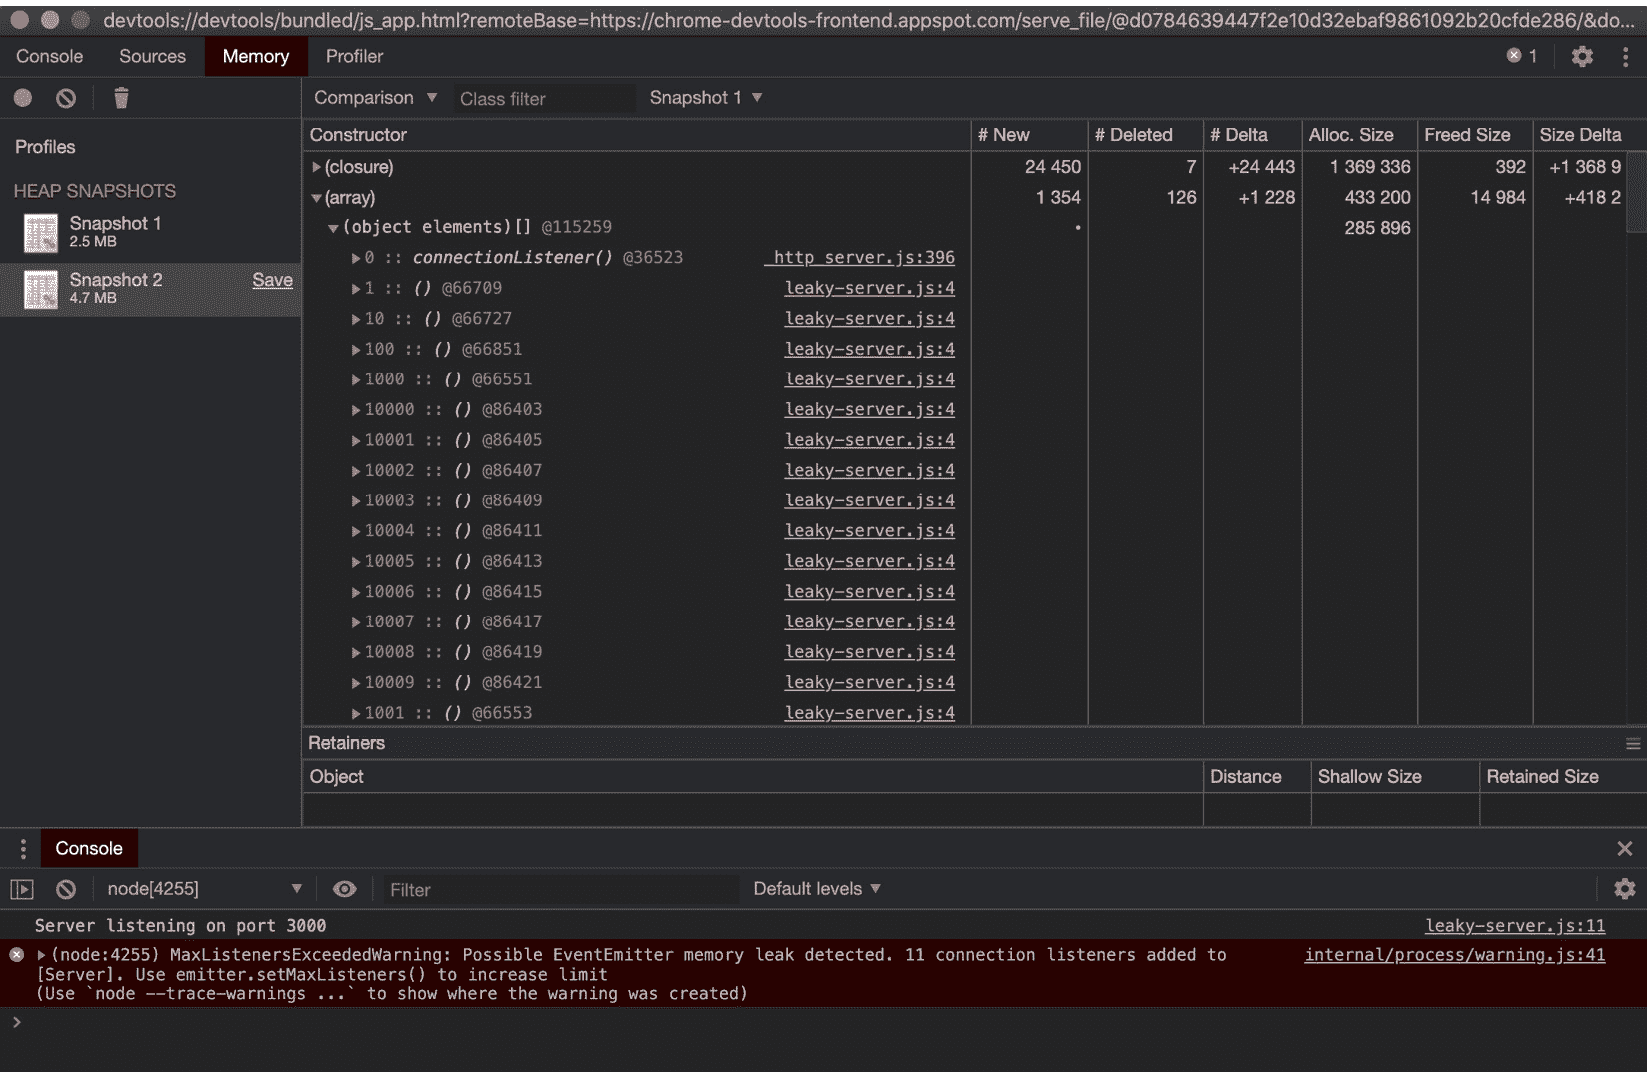 devtools://devtools/bundled/js_app.html?remoteBase=https://chrome-devtools-frontend.appspot.com/serve_file/@d0784639447f2e10d32ebaf9861092b20cfde286/&do...
Console Sources Memory Profiler 1
Comparison Class filter Snapshot 1
Profiles
HEAP SNAPSHOTS
Snapshot 1
2.5 MB
Snapshot 2 Save
4.7 MB
Constructor # New # Deleted # Delta Alloc. Size Freed Size Size Delta
(closure) 24 450 7 +24 443 1 369 336 392 +1 368 9
(array) 1 354 126 +1 228 433 200 14 984 +418 2
(object elements)[] @115259 • 285 896
0 :: connectionListener() @36523 _http_server.js:396
1 :: () @66709 leaky-server.js:4
10 :: () @66727 leaky-server.js:4
100 :: () @66851 leaky-server.js:4
1000 :: () @66551 leaky-server.js:4
10000 :: () @86403 leaky-server.js:4
10001 :: () @86405 leaky-server.js:4
10002 :: () @86407 leaky-server.js:4
10003 :: () @86409 leaky-server.js:4
10004 :: () @86411 leaky-server.js:4
10005 :: () @86413 leaky-server.js:4
10006 :: () @86415 leaky-server.js:4
10007 :: () @86417 leaky-server.js:4
10008 :: () @86419 leaky-server.js:4
10009 :: () @86421 leaky-server.js:4
1001 :: () @66553 leaky-server.js:4
Retainers
Object Distance Shallow Size Retained Size
Console
node[4255] Filter Default levels
Server listening on port 3000 leaky-server.js:11
(node:4255) MaxListenersExceededWarning: Possible EventEmitter memory leak detected. 11 connection listeners added to internal/process/warning.js:41
[Server]. Use emitter.setMaxListeners() to increase limit
(Use `node --trace-warnings ...` to show where the warning was created)